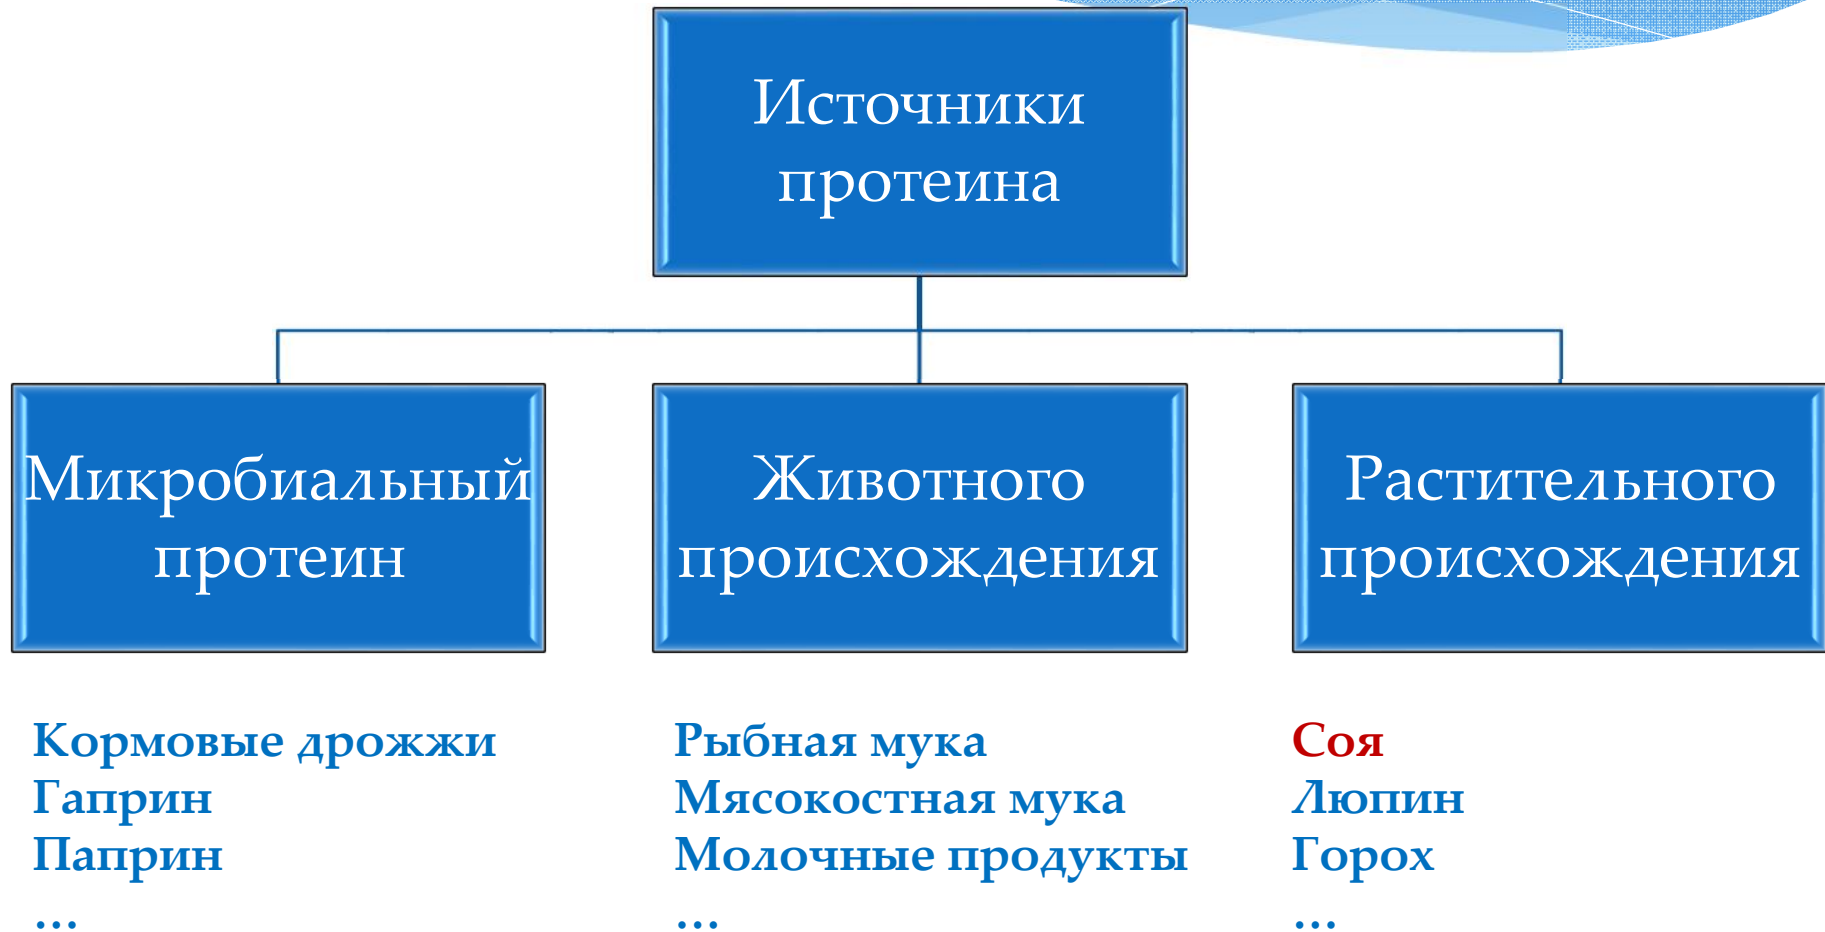 Источники
протеина
Микробиальный
протеин
Животного
происхождения
Растительного
происхождения
Кормовые дрожжи
Гаприн
Паприн
…
Рыбная мука
Мясокостная мука
Молочные продукты
…
Соя
Люпин
Горох
…